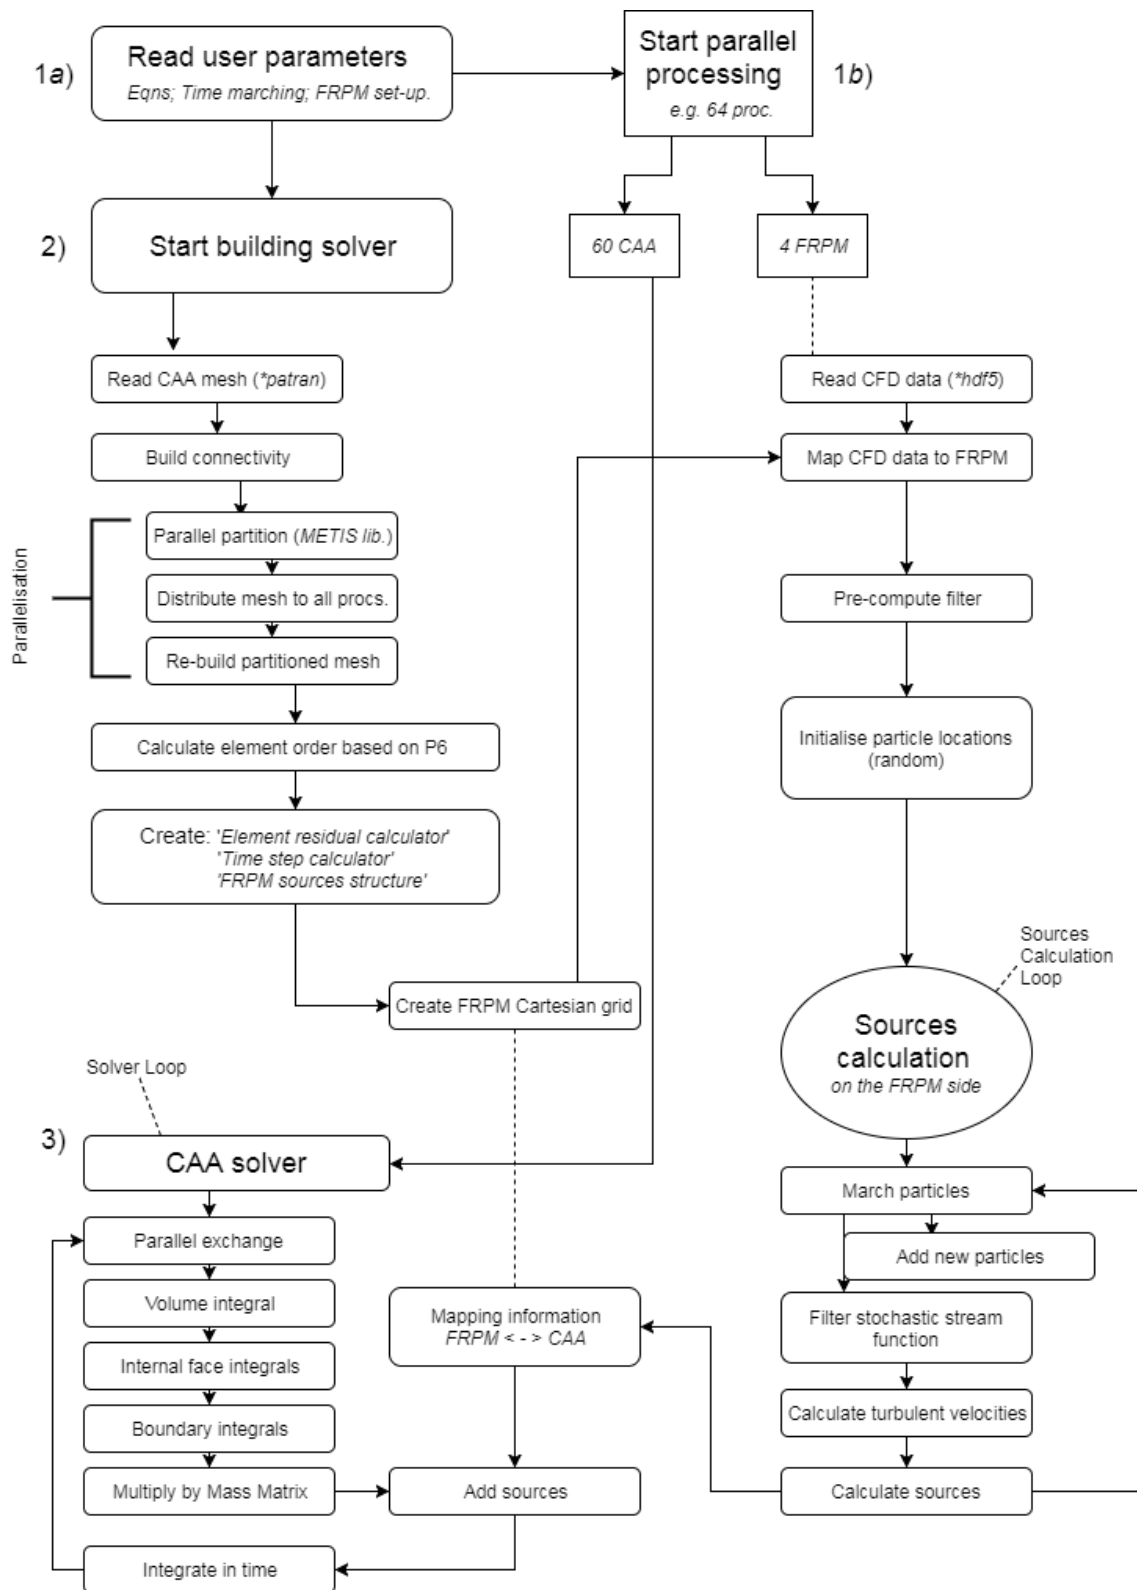 1a)
Read user parameters
Eqns; Time marching; FRPM set-up.
Start parallel
processing
e.g. 64 proc.
1b)
2)
Start building solver
60 CAA
4 FRPM
Read CAA mesh (*patran)
Read CFD data (*hdf5)
Build connectivity
Map CFD data to FRPM
Parallelisation
Parallel partition (METIS lib.)
Distribute mesh to all procs.
Re-build partitioned mesh
Pre-compute filter
Calculate element order based on P6
Initialise particle locations
(random)
Create: 'Element residual calculator'
'Time step calculator'
'FRPM sources structure'
Create FRPM Cartesian grid
Sources
Calculation
Loop
Sources
calculation
on the FRPM side
Solver Loop
3)
CAA solver
March particles
Parallel exchange
Add new particles
Volume integral
Mapping information
FRPM < - > CAA
Filter stochastic stream
function
Internal face integrals
Boundary integrals
Calculate turbulent velocities
Multiply by Mass Matrix
Add sources
Calculate sources
Integrate in time